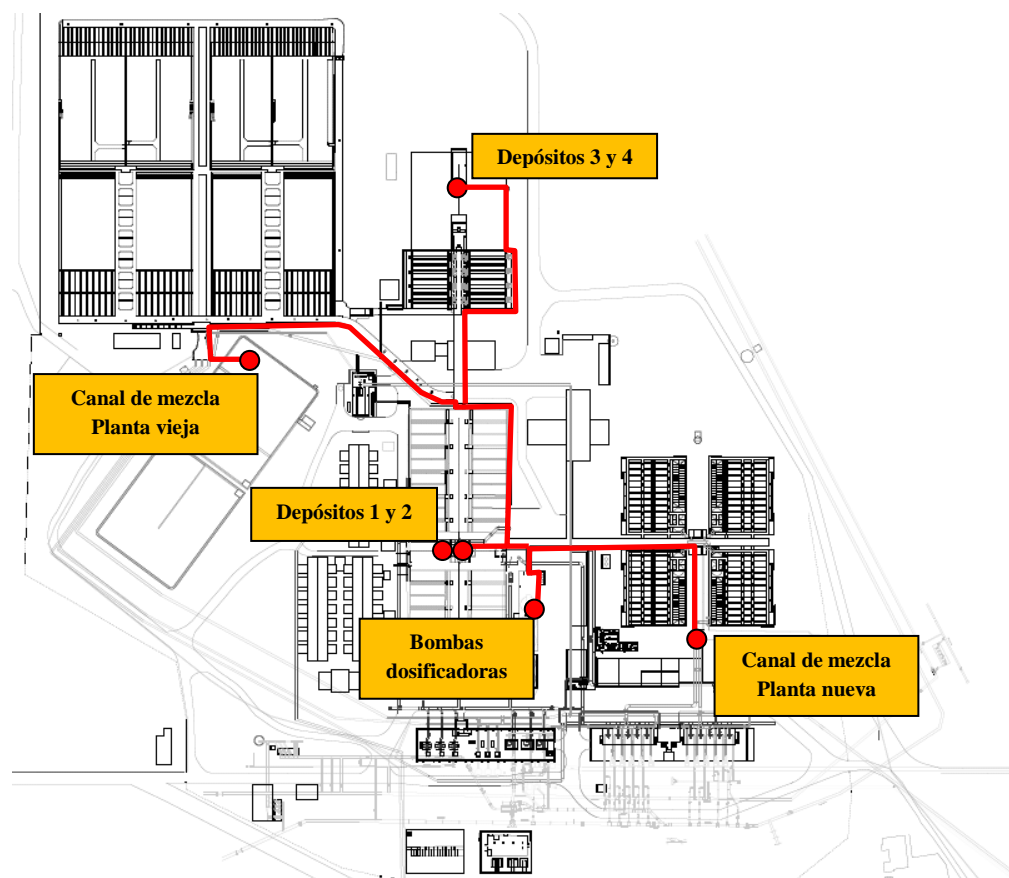 Depósitos 3 y 4
Canal de mezcla
Planta vieja
Depósitos 1 y 2
Bombas
dosificadoras
Canal de mezcla
Planta nueva